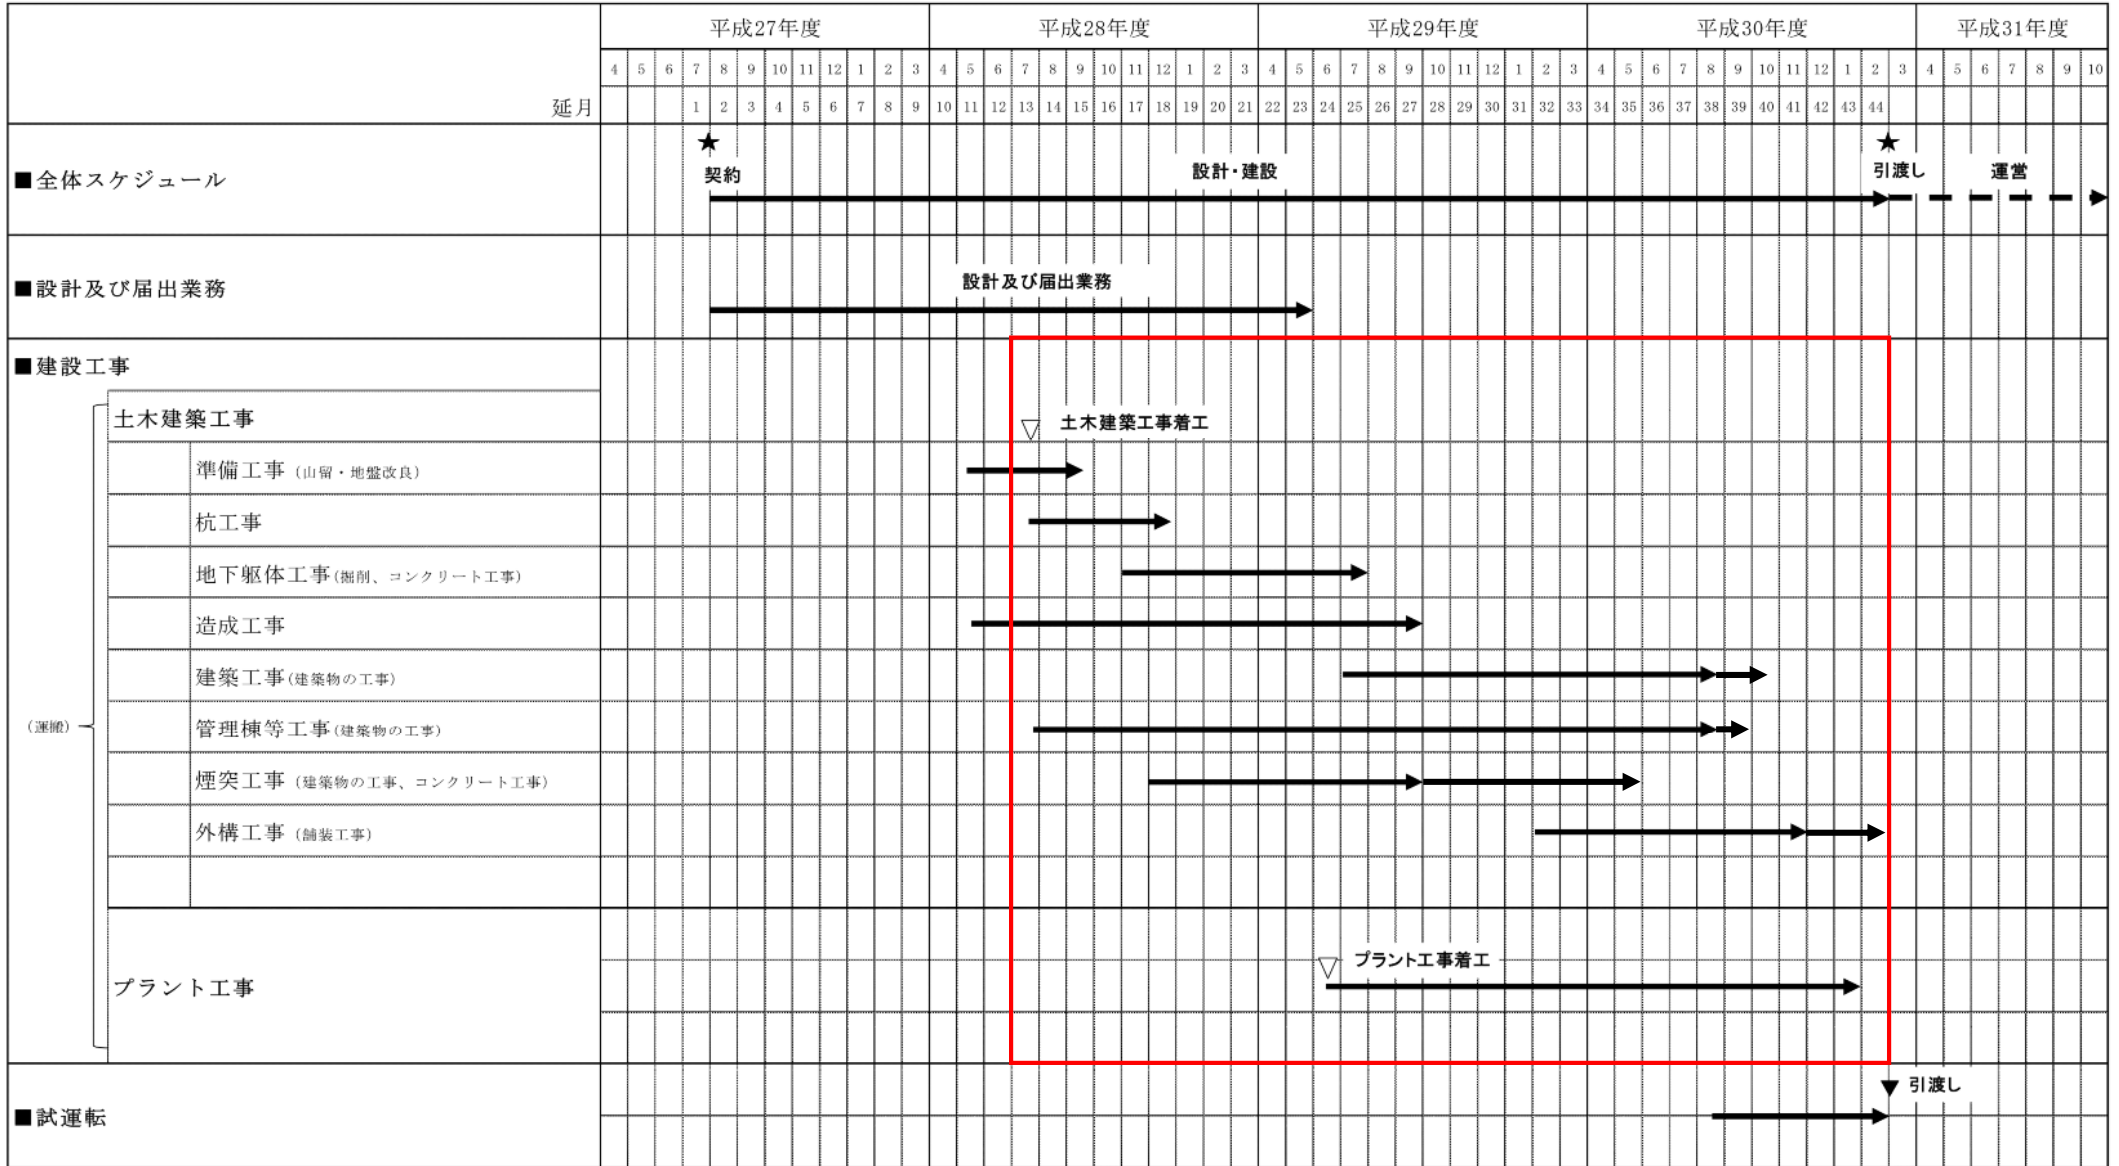 平成27年度 平成28年度 平成29年度 平成30年度 平成31年度
4 5 6 7 8 9 10 11 12 1 2 3 4 5 6 7 8 9 10 11 12 1 2 3 4 5 6 7 8 9 10 11 12 1 2 3 4 5 6 7 8 9 10 11 12 1 2 3 4 5 6 7 8 9 10
延月 1 2 3 4 5 6 7 8 9 10 11 12 13 14 15 16 17 18 19 20 21 22 23 24 25 26 27 28 29 30 31 32 33 34 35 36 37 38 39 40 41 42 43 44
★ ★
■全体スケジュール 契約 設計・建設 引渡し 運営
■設計及び届出業務 設計及び届出業務
■建設工事
土木建築工事 ▽ 土木建築工事着工
準備工事 (山留・地盤改良)
杭工事
地下躯体工事(掘削、コンクリート工事)
造成工事
建築工事(建築物の工事)
(運搬) 管理棟等工事(建築物の工事)
煙突工事 (建築物の工事、コンクリート工事)
外構工事 (舗装工事)
プラント工事 ▽ プラント工事着工
■試運転 ▼ 引渡し